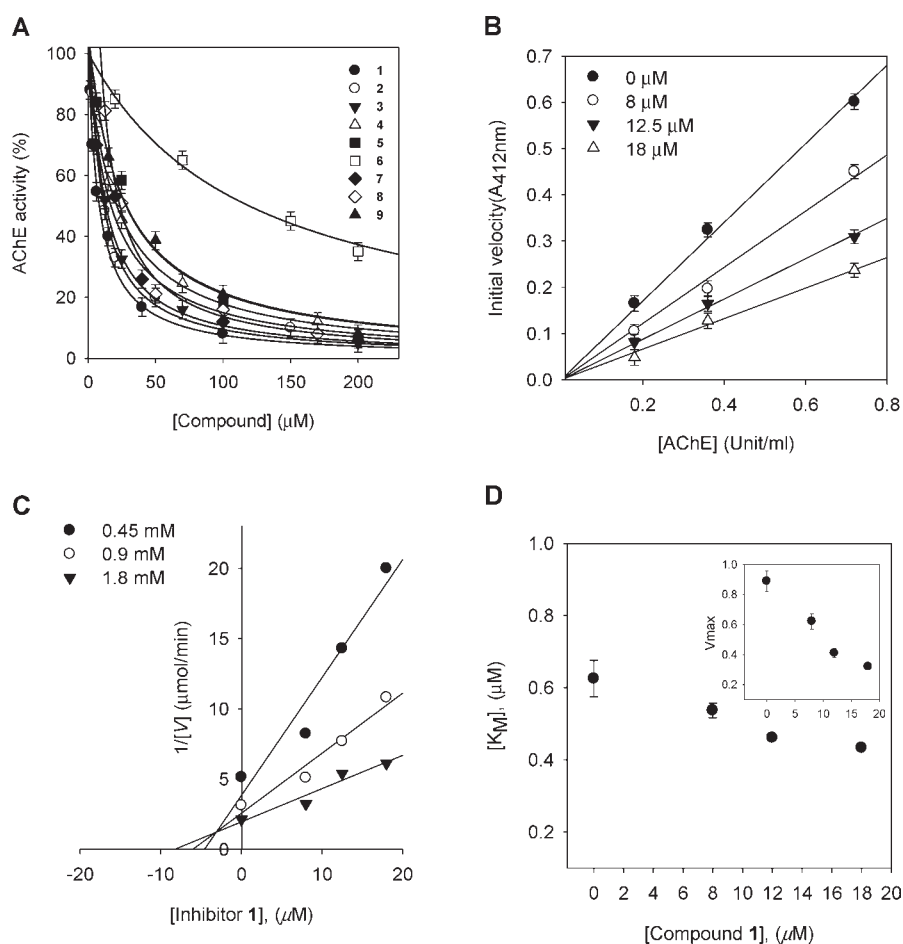 A
AChE activity (%)
100
80
60
40
20
0
0 50 100 150 200
[Compound] (μM)
1
2
3
4
5
6
7
8
9
B
Initial velocity(A412nm)
0.7
0.6
0.5
0.4
0.3
0.2
0.1
0.0
0.2 0.4 0.6 0.8
[AChE] (Unit/ml)
0 μM
8 μM
12.5 μM
18 μM
C
0.45 mM
0.9 mM
1.8 mM
1/[V] (μmol/min)
20
15
10
5
0
-20 -10 0 10 20
[Inhibitor 1], (μM)
D
[KM], (μM)
1.0
0.8
0.6
0.4
0.2
0 2 4 6 8 10 12 14 16 18 20
[Compound 1], (μM)
Vmax
1.0
0.8
0.6
0.4
0.2
0 5 10 15 20